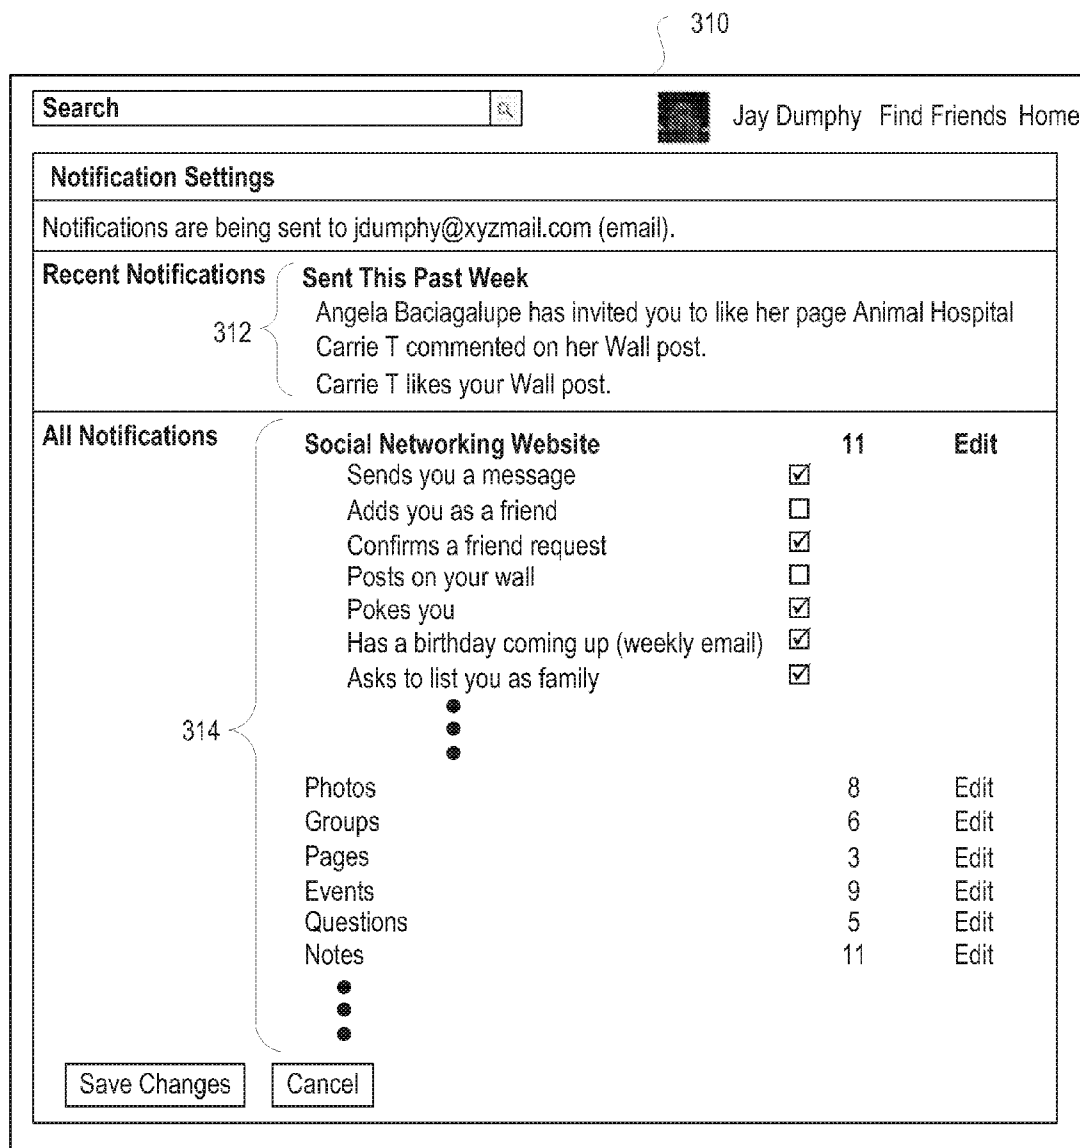 310
Search Jay Dumphy Find Friends Home
Notification Settings
Notifications are being sent to jdumphy@xyzmail.com (email).
Recent Notifications Sent This Past Week
Angela Baciagalupe has invited you to like her page Animal Hospital
312 Carrie T commented on her Wall post.
Carrie T likes your Wall post.
All Notifications Social Networking Website 11 Edit
Sends you a message
Adds you as a friend
Confirms a friend request
Posts on your wall
Pokes you
Has a birthday coming up (weekly email)
Asks to list you as family
314
Photos 8 Edit
Groups 6 Edit
Pages 3 Edit
Events 9 Edit
Questions 5 Edit
Notes 11 Edit
Save Changes Cancel